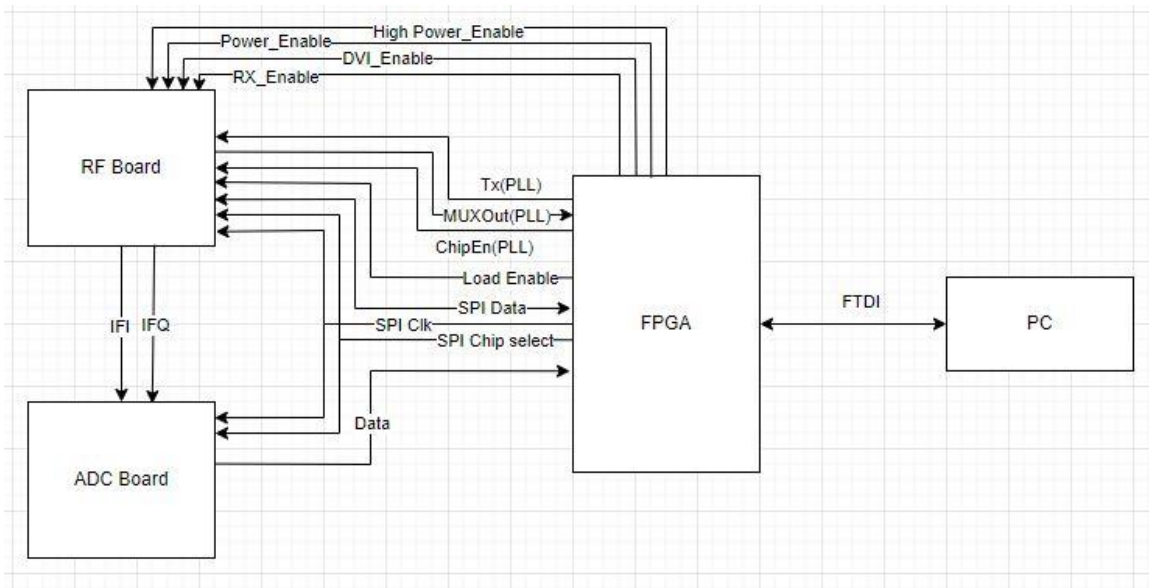 High Power_Enable
Power_Enable
DVI_Enable
RX_Enable
RF Board
Tx(PLL)
MUXOut(PLL)
ChipEn(PLL)
Load Enable
SPI Data
SPI Clk
SPI Chip select
IFI
IFQ
FPGA
FTDI
PC
Data
ADC Board